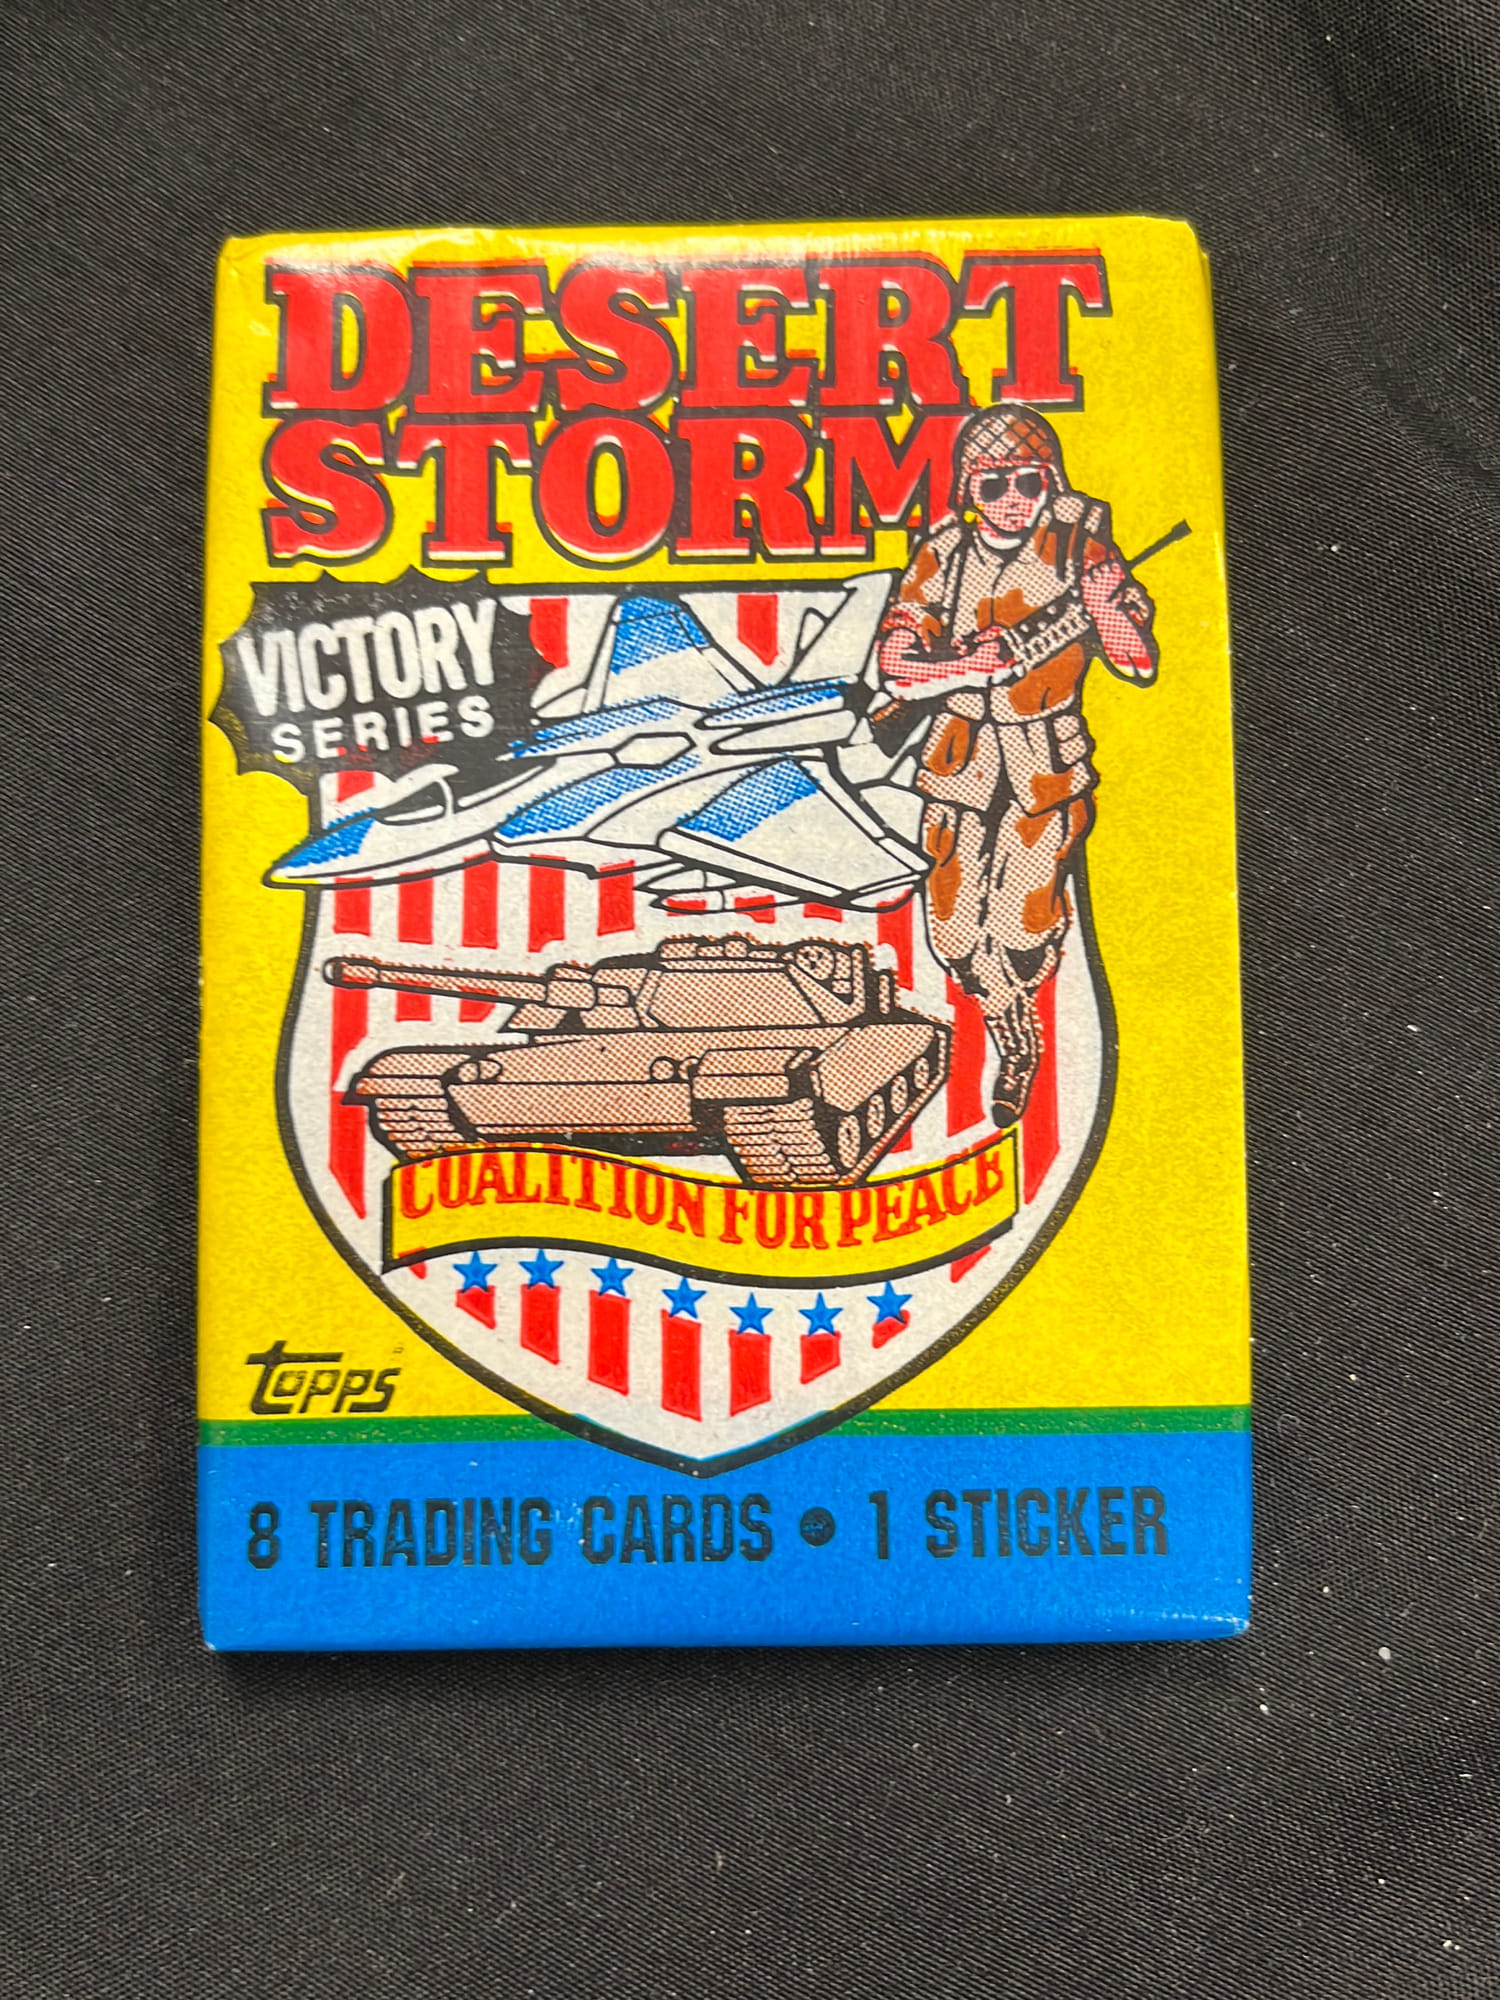 DESERT
STORM
VICTORY
SERIES
COALITION FOR PEACE
topps
8 TRADING CARDS • 1 STICKER